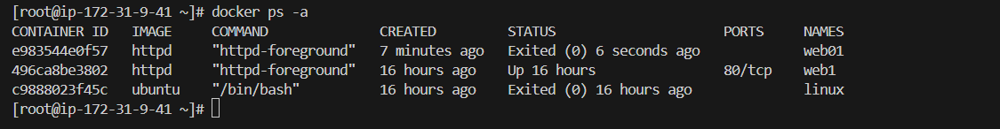 [root@ip-172-31-9-41 ~]# docker ps -a
CONTAINER ID   IMAGE     COMMAND              CREATED         STATUS                     PORTS     NAMES
e983544e0f57   httpd     "httpd-foreground"   7 minutes ago   Exited (0) 6 seconds ago             web01
496ca8be3802   httpd     "httpd-foreground"   16 hours ago    Up 16 hours                80/tcp    web1
c9888023f45c   ubuntu    "/bin/bash"          16 hours ago    Exited (0) 16 hours ago              linux
[root@ip-172-31-9-41 ~]#